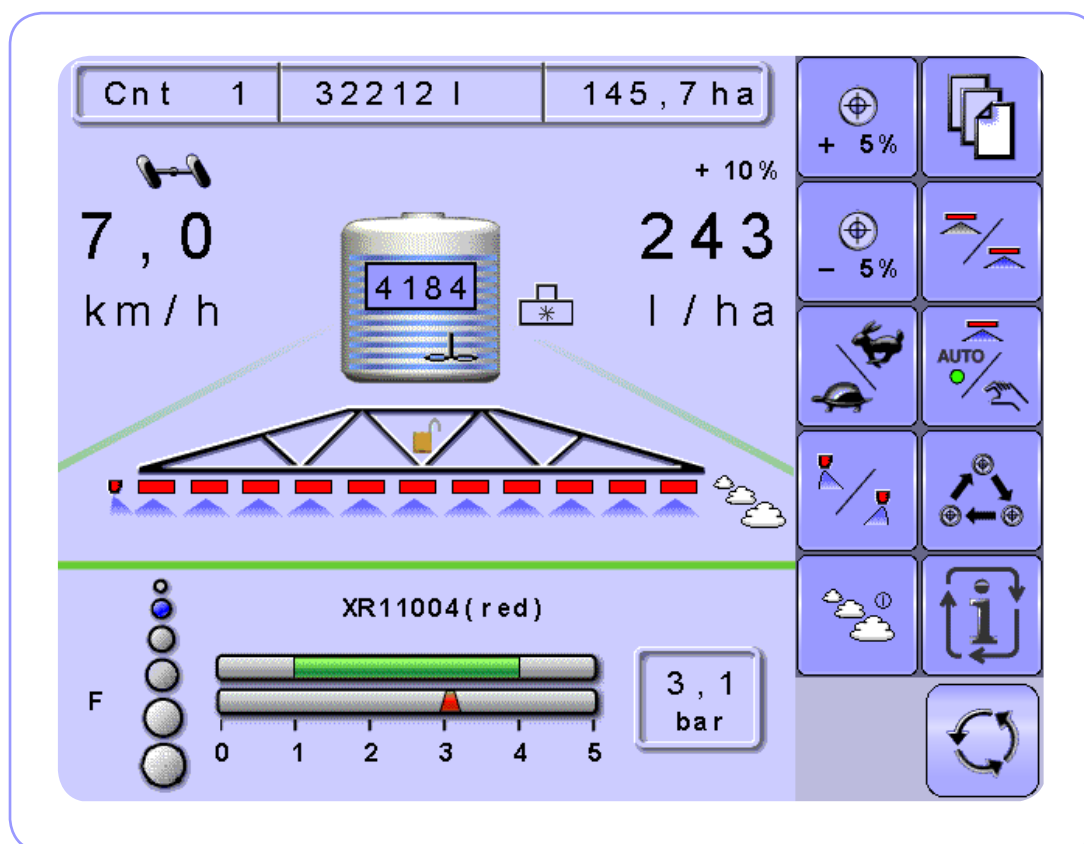 Cnt 1 32212 l 145,7 ha
+ 5%
+ 10%
7,0
km/h
4184
243
l/ha
- 5%
AUTO
XR11004(red)
F
3,1
bar
0 1 2 3 4 5